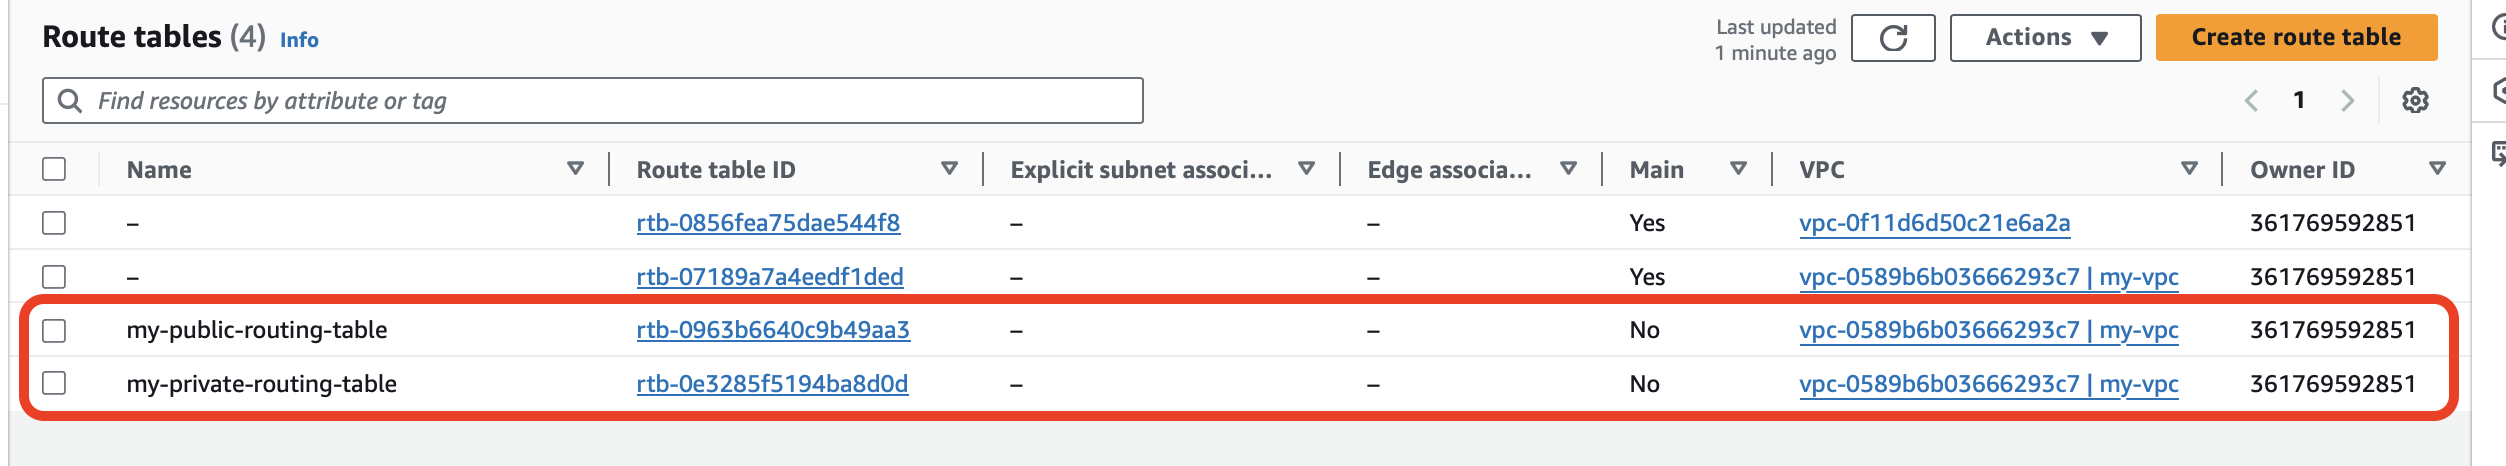 Route tables (4) Info
Last updated
1 minute ago
Actions
Create route table
Find resources by attribute or tag
1
Name Route table ID Explicit subnet associ... Edge associa... Main VPC Owner ID
– rtb-0856fea75dae544f8 – – Yes vpc-0f11d6d50c21e6a2a 361769592851
– rtb-07189a7a4eedf1ded – – Yes vpc-0589b6b03666293c7 | my-vpc 361769592851
my-public-routing-table rtb-0963b6640c9b49aa3 – – No vpc-0589b6b03666293c7 | my-vpc 361769592851
my-private-routing-table rtb-0e3285f5194ba8d0d – – No vpc-0589b6b03666293c7 | my-vpc 361769592851